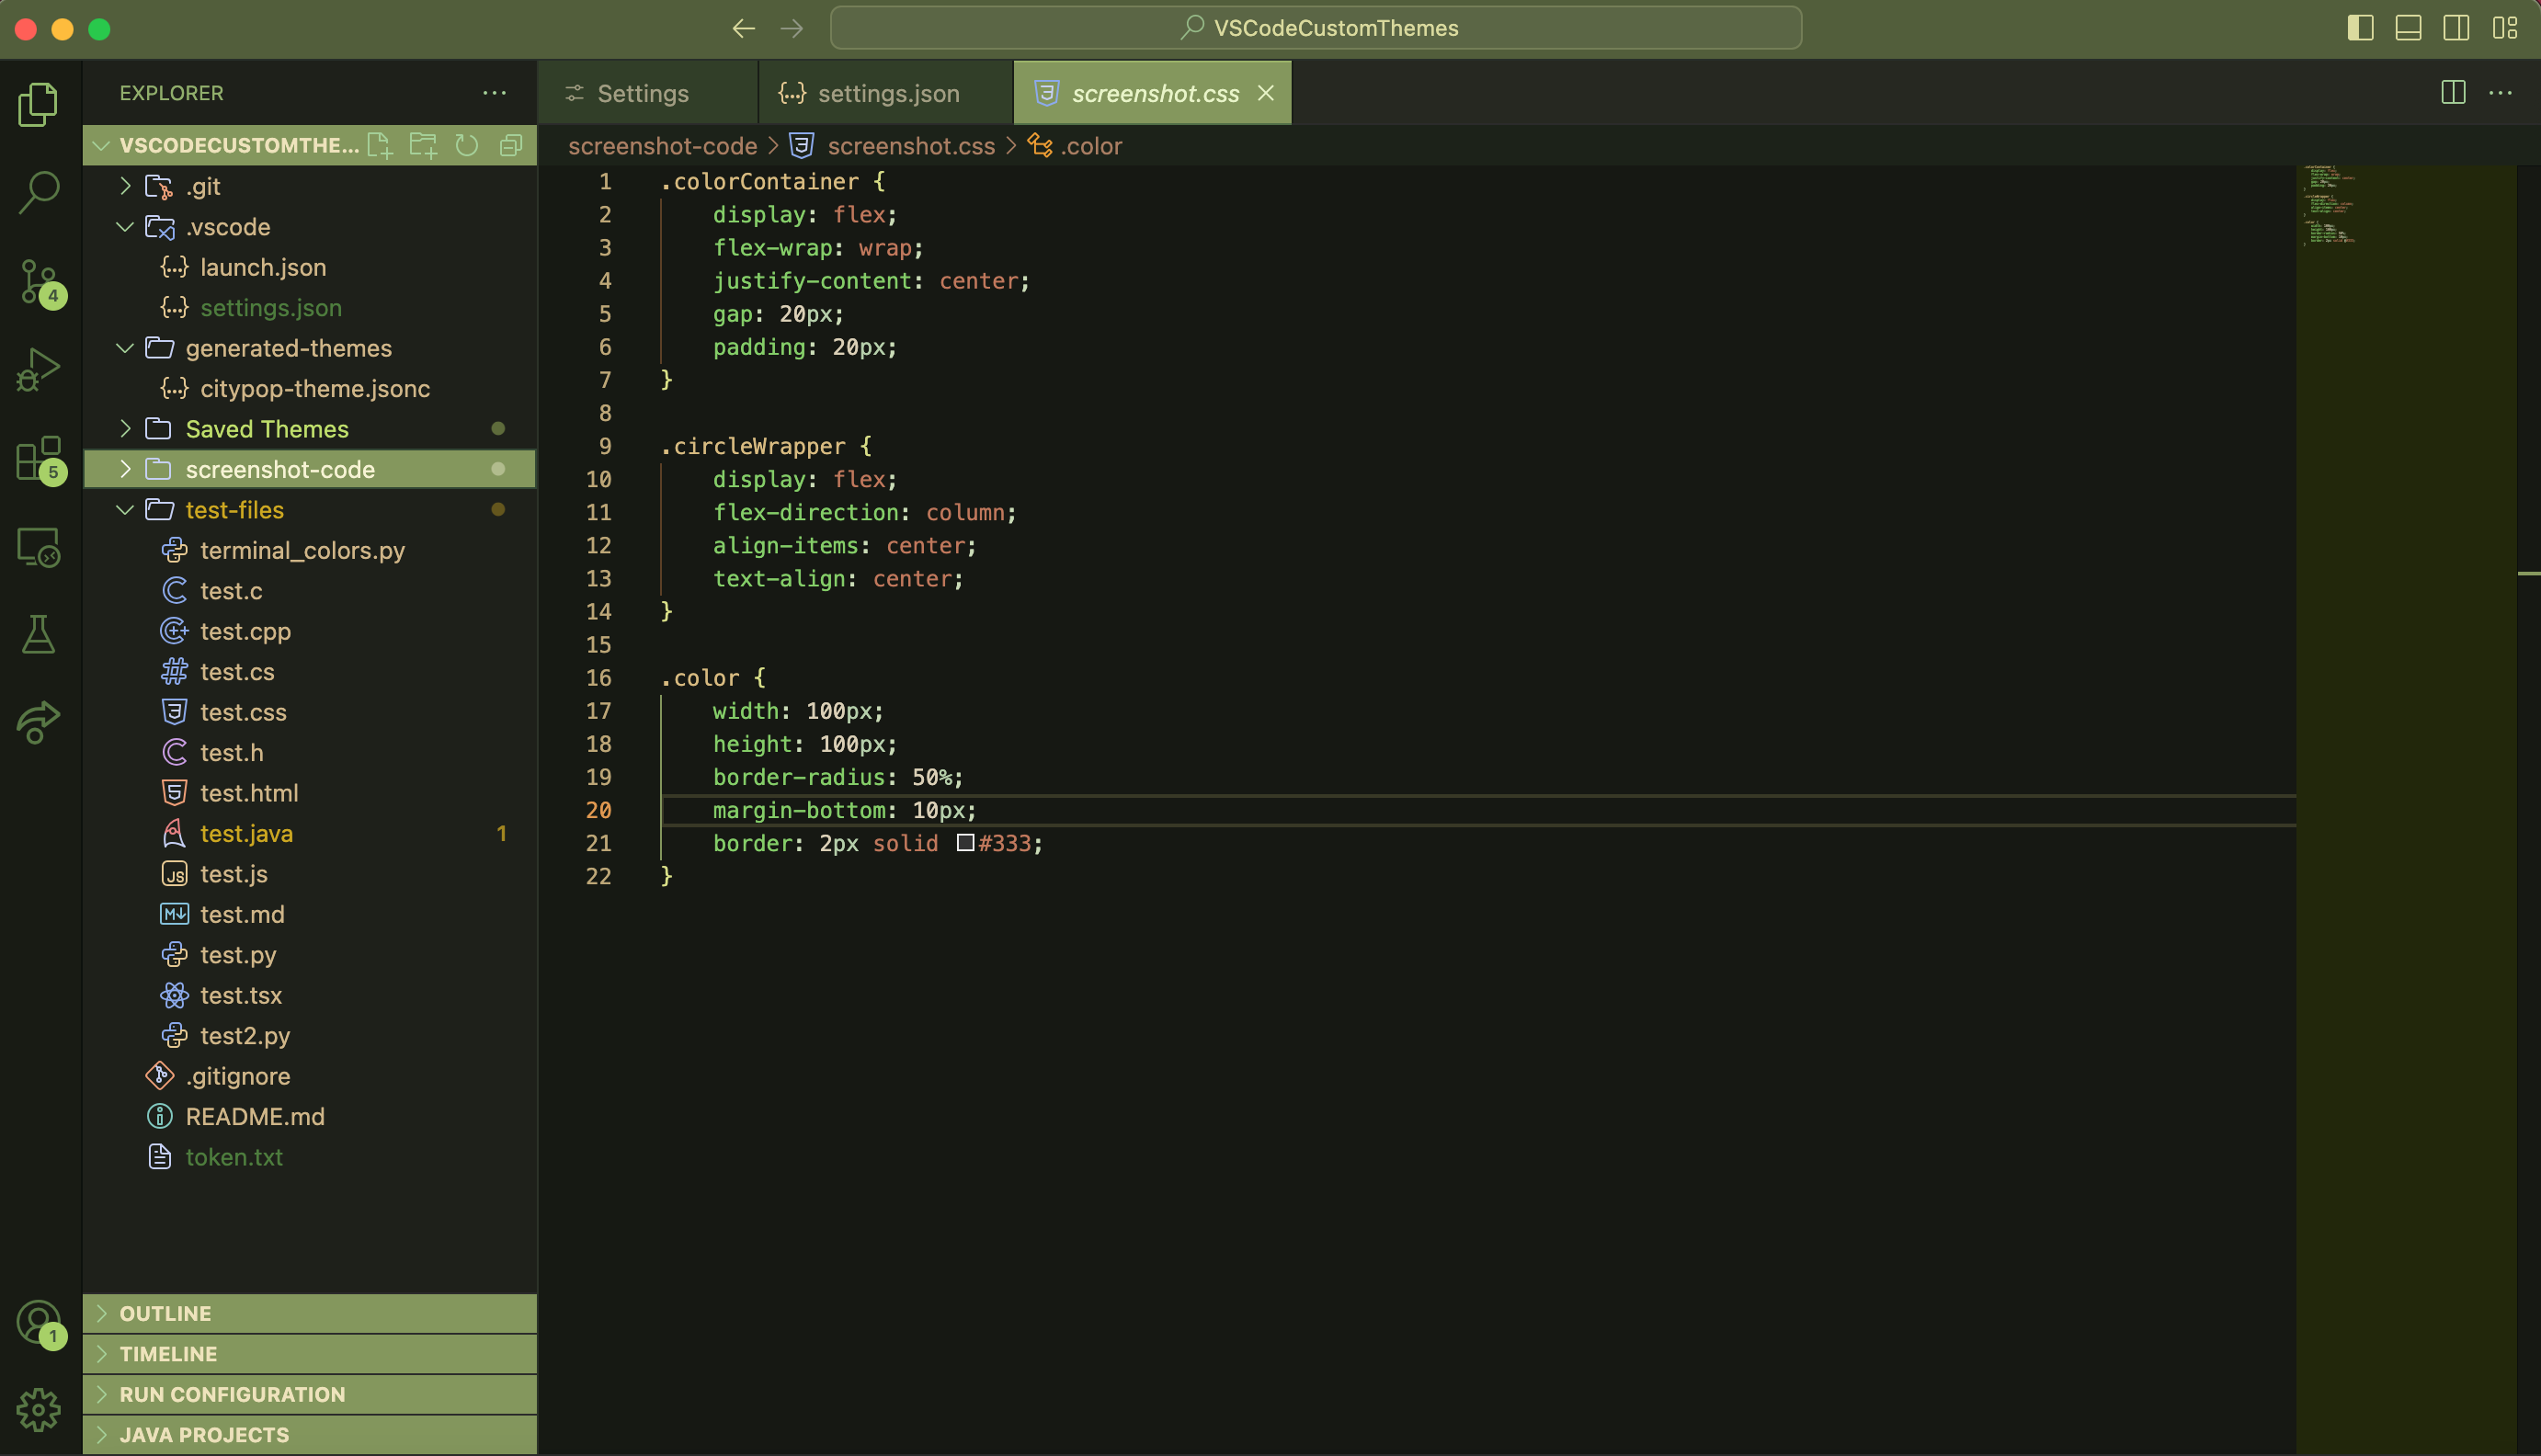 VSCodeCustomThemes
EXPLORER
VSCODECUSTOMTHE...
.git
.vscode
{...} launch.json
{...} settings.json
generated-themes
{...} citypop-theme.jsonc
Saved Themes
screenshot-code
test-files
terminal_colors.py
test.c
test.cpp
test.cs
test.css
test.h
test.html
test.java 1
test.js
test.md
test.py
test.tsx
test2.py
.gitignore
README.md
token.txt
OUTLINE
TIMELINE
RUN CONFIGURATION
JAVA PROJECTS
4
5
1
Settings
{...} settings.json
screenshot.css
screenshot-code > screenshot.css > .color
1 .colorContainer {
2 display: flex;
3 flex-wrap: wrap;
4 justify-content: center;
5 gap: 20px;
6 padding: 20px;
7 }
8
9 .circleWrapper {
10 display: flex;
11 flex-direction: column;
12 align-items: center;
13 text-align: center;
14 }
15
16 .color {
17 width: 100px;
18 height: 100px;
19 border-radius: 50%;
20 margin-bottom: 10px;
21 border: 2px solid #333;
22 }